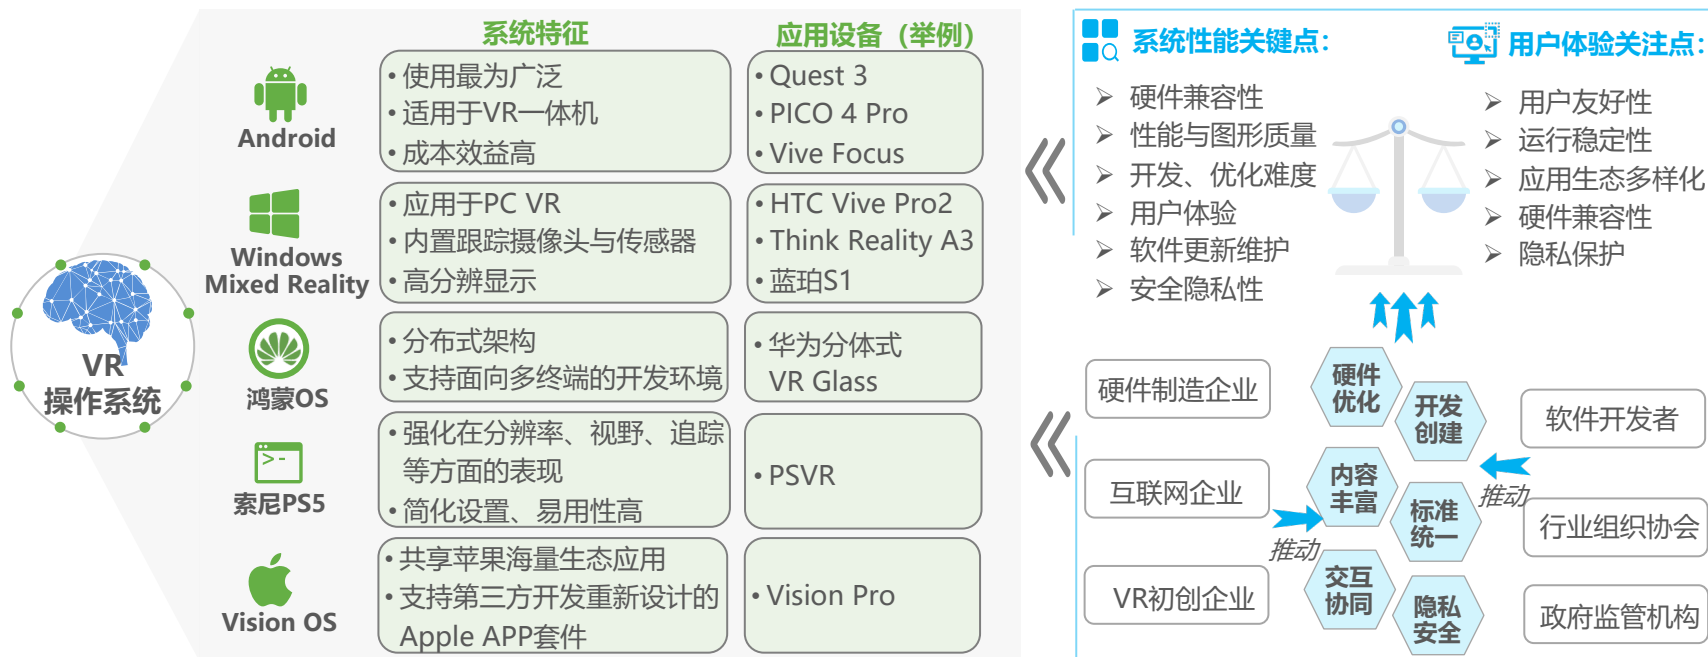 VR
操作系统
系统特征
应用设备（举例）
Android
• 使用最为广泛
• 适用于VR一体机
• 成本效益高
• Quest 3
• PICO 4 Pro
• Vive Focus
Windows
Mixed Reality
• 应用于PC VR
• 内置跟踪摄像头与传感器
• 高分辨显示
• HTC Vive Pro2
• Think Reality A3
• 蓝珀S1
鸿蒙OS
• 分布式架构
• 支持面向多终端的开发环境
• 华为分体式
VR Glass
索尼PS5
• 强化在分辨率、视野、追踪
等方面的表现
• 简化设置、易用性高
• PSVR
Vision OS
• 共享苹果海量生态应用
• 支持第三方开发重新设计的
Apple APP套件
• Vision Pro
系统性能关键点：
➢ 硬件兼容性
➢ 性能与图形质量
➢ 开发、优化难度
➢ 用户体验
➢ 软件更新维护
➢ 安全隐私性
用户体验关注点：
➢ 用户友好性
➢ 运行稳定性
➢ 应用生态多样化
➢ 硬件兼容性
➢ 隐私保护
硬件制造企业
互联网企业
VR初创企业
推动
硬件
优化
开发
创建
内容
丰富
标准
统一
交互
协同
隐私
安全
推动
软件开发者
行业组织协会
政府监管机构